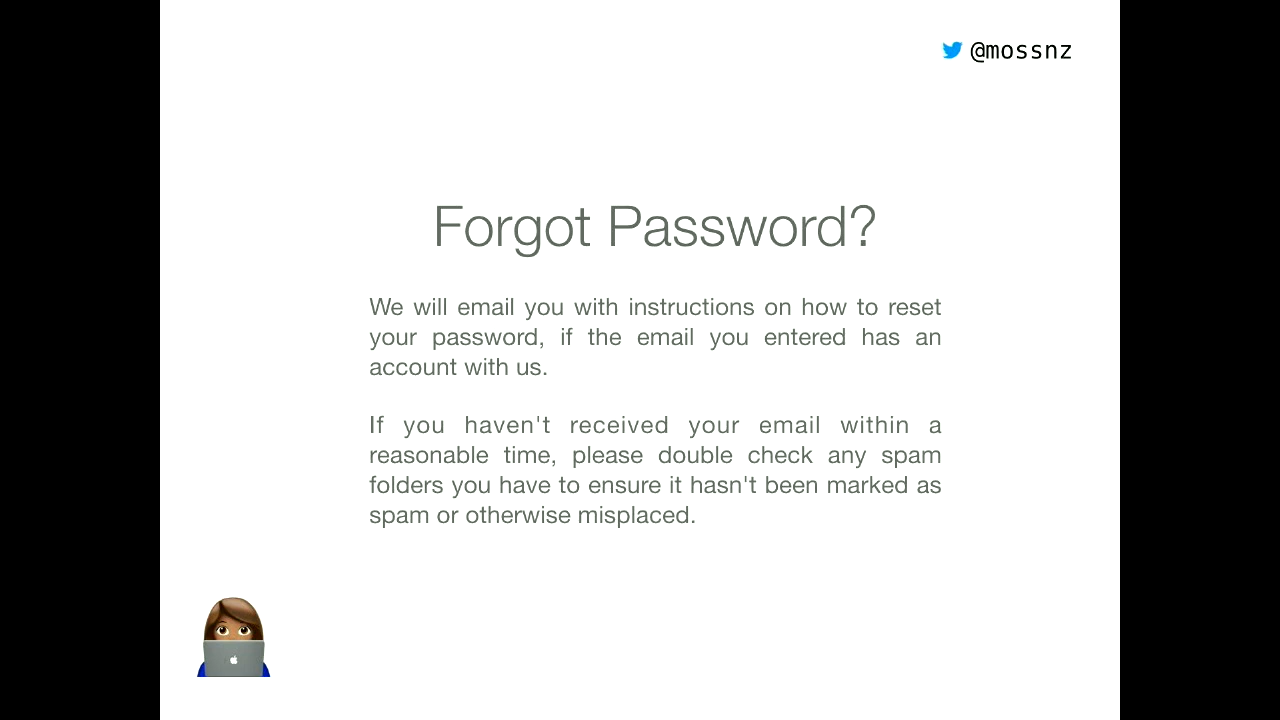 @mossnz
Forgot Password?
We will email you with instructions on how to reset
your password, if the email you entered has an
account with us.
If you haven't received your email within a
reasonable time, please double check any spam
folders you have to ensure it hasn't been marked as
spam or otherwise misplaced.